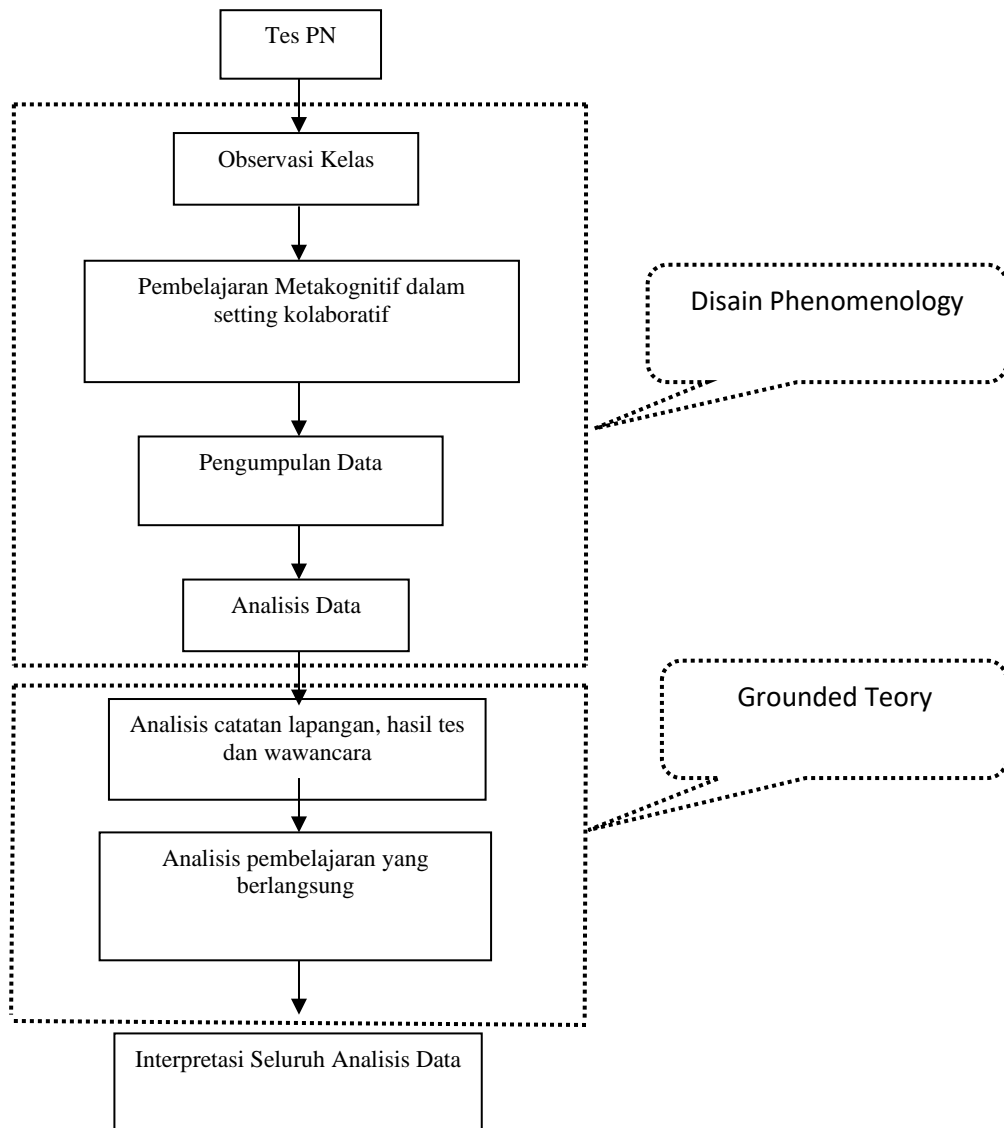 Tes PN
Observasi Kelas
Pembelajaran Metakognitif dalam
setting kolaboratif
Disain Phenomenology
Pengumpulan Data
Analisis Data
Analisis catatan lapangan, hasil tes
dan wawancara
Grounded Teory
Analisis pembelajaran yang
berlangsung
Interpretasi Seluruh Analisis Data